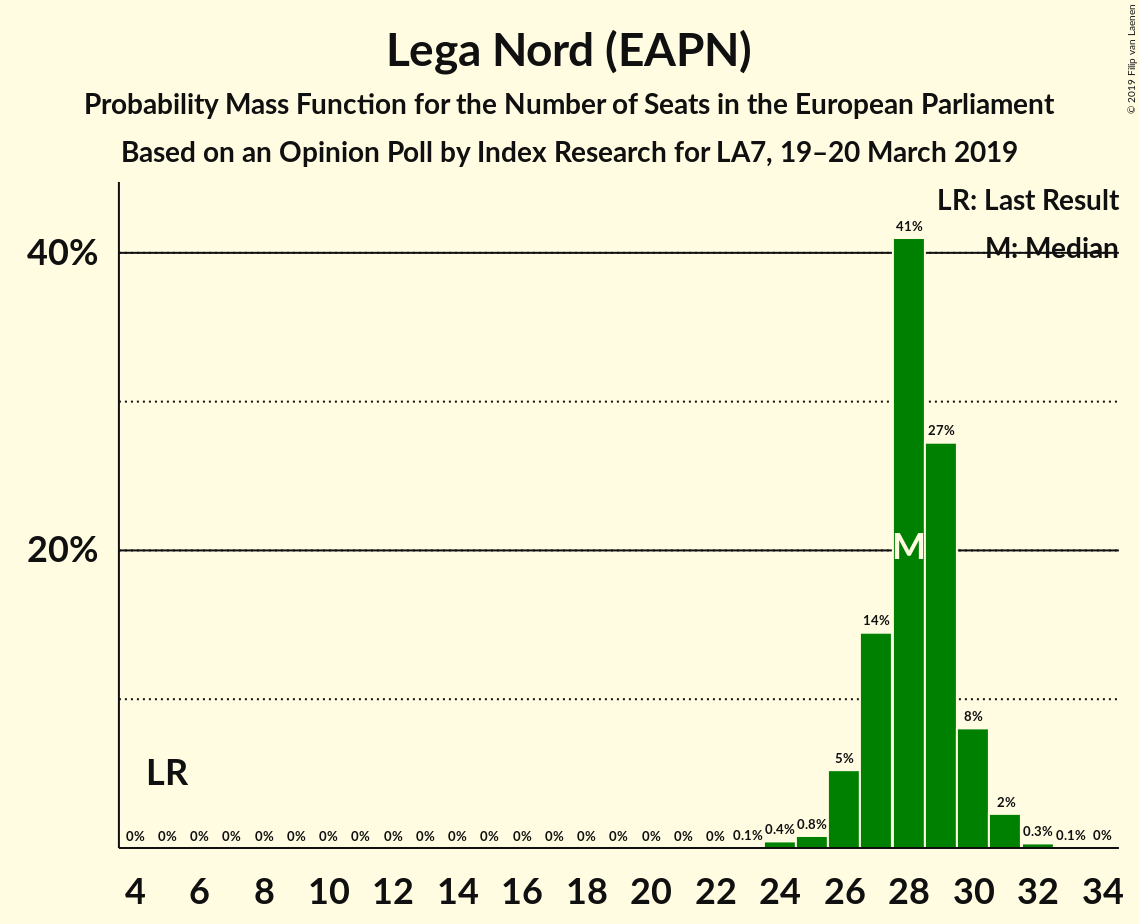 Lega Nord (EAPN)
Probability Mass Function for the Number of Seats in the European Parliament
Based on an Opinion Poll by Index Research for LA7, 19–20 March 2019
© 2019 Filip van Laenen
LR: Last Result
M: Median
40%
20%
41%
27%
M
14%
8%
5%
LR
2%
0% 0% 0% 0% 0% 0% 0% 0% 0% 0% 0% 0% 0% 0% 0% 0% 0% 0% 0% 0.1% 0.4% 0.8% 0.3% 0.1% 0%
4 6 8 10 12 14 16 18 20 22 24 26 28 30 32 34